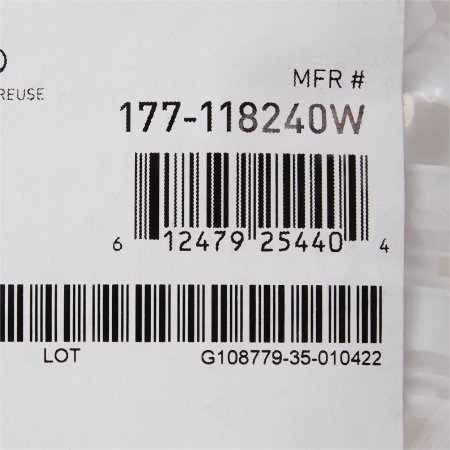 MFR #
REUSE
177-118240W
6 12479 25440 4
LOT G108779-35-010422